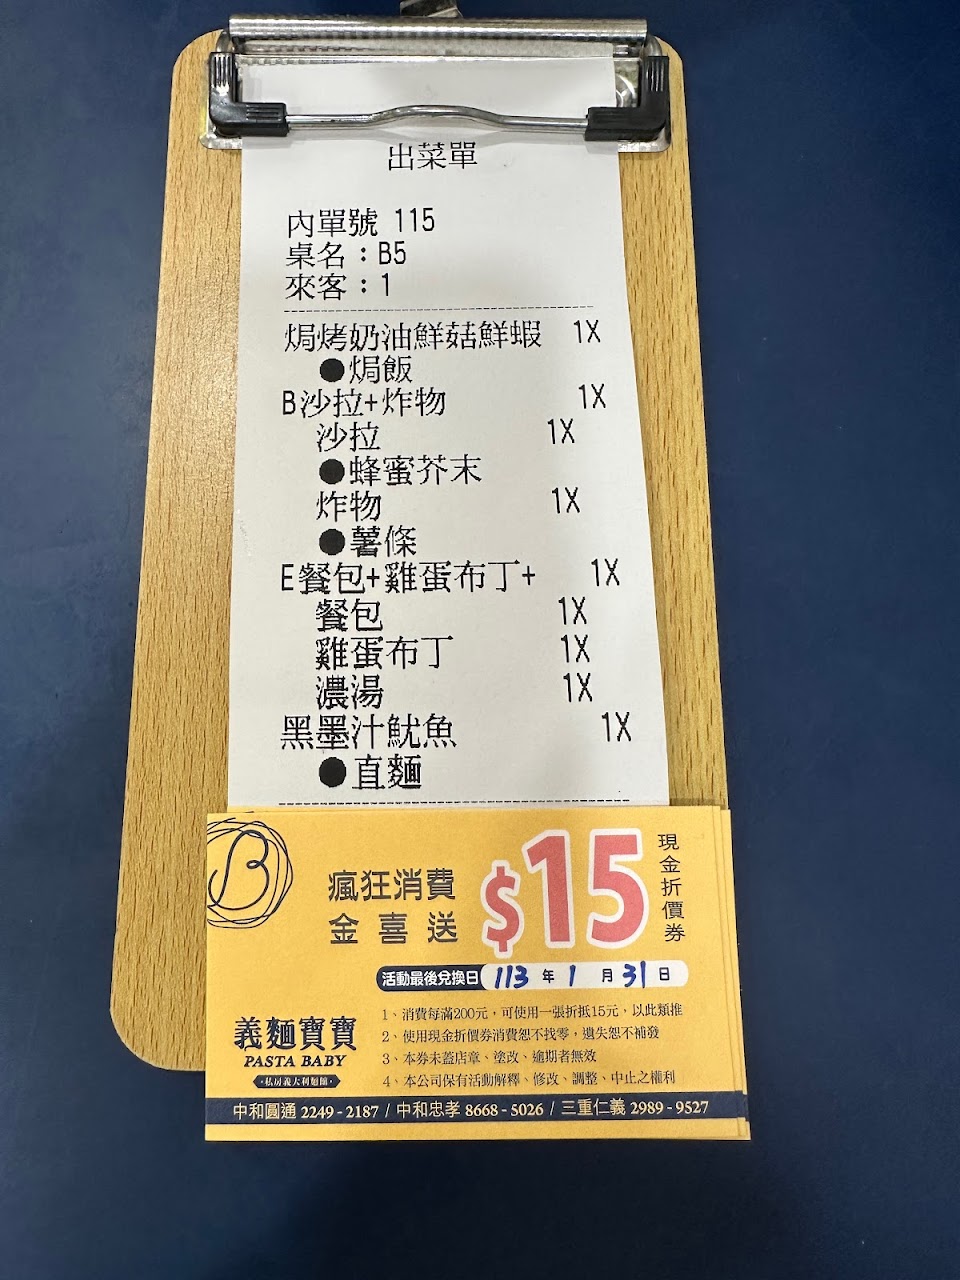 出菜單
內單號 115
桌名：B5
來客：1
焗烤奶油鮮菇鮮蝦 1X
●焗飯
B沙拉+炸物 1X
沙拉 1X
●蜂蜜芥末
炸物 1X
●薯條
E餐包+雞蛋布丁+ 1X
餐包 1X
雞蛋布丁 1X
濃湯 1X
黑墨汁魷魚 1X
●直麵
B
瘋狂消費
金喜送
$15
現金折價券
活動最後兌換日 113 年 1 月 31 日
1、消費每滿200元，可使用一張折抵15元，以此類推
2、使用現金折價券消費恕不找零，遺失恕不補發
3、本券未蓋店章、塗改、逾期者無效
4、本公司保有活動解釋、修改、調整、中止之權利
義麵寶寶
PASTA BABY
·私房義大利麵館·
中和圓通 2249-2187 / 中和忠孝 8668-5026 / 三重仁義 2989-9527